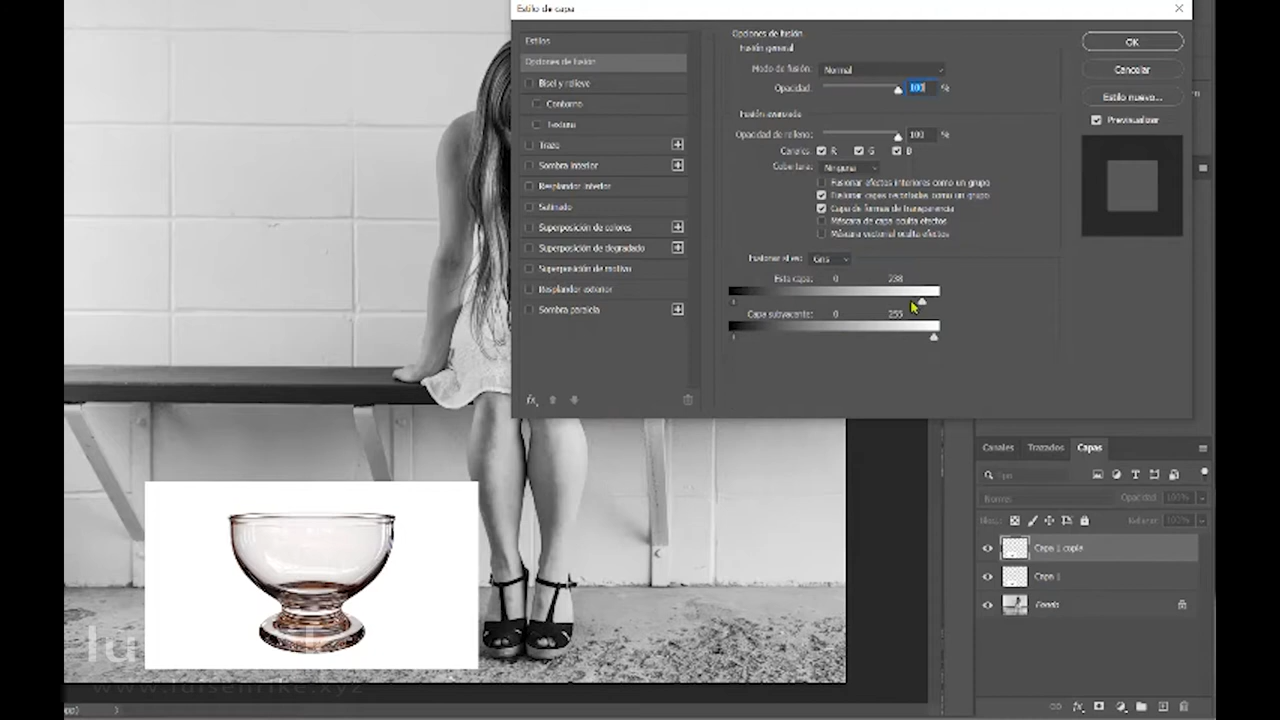 Estilo de capa
Estilos
Opciones de fusión
Bisel y relieve
Contorno
Textura
Trazo
Sombra interior
Resplandor interior
Satinado
Superposición de colores
Superposición de degradado
Superposición de motivo
Resplandor exterior
Sombra paralela
fx
Opciones de fusión
Fusión general
Modo de fusión: Normal
Opacidad: 100 %
Fusión avanzada
Opacidad de relleno: 100 %
Canales: R G B
Cobertura: Ninguna
Fusionar efectos interiores como un grupo
Fusionar capas recortadas como un grupo
Capa de formas de transparencia
Máscara de capa oculta efectos
Máscara vectorial oculta efectos
Fusionar si es: Gris
Esta capa: 0 238
Capa subyacente: 0 255
OK
Cancelar
Estilo nuevo...
Previsualizar
Canales Trazados Capas
Tipo
Normal Opacidad: 100%
Bloq.: Relleno: 100%
Capa 1 copia
Capa 1
Fondo
fx
lu
www.luisenrike.xyz